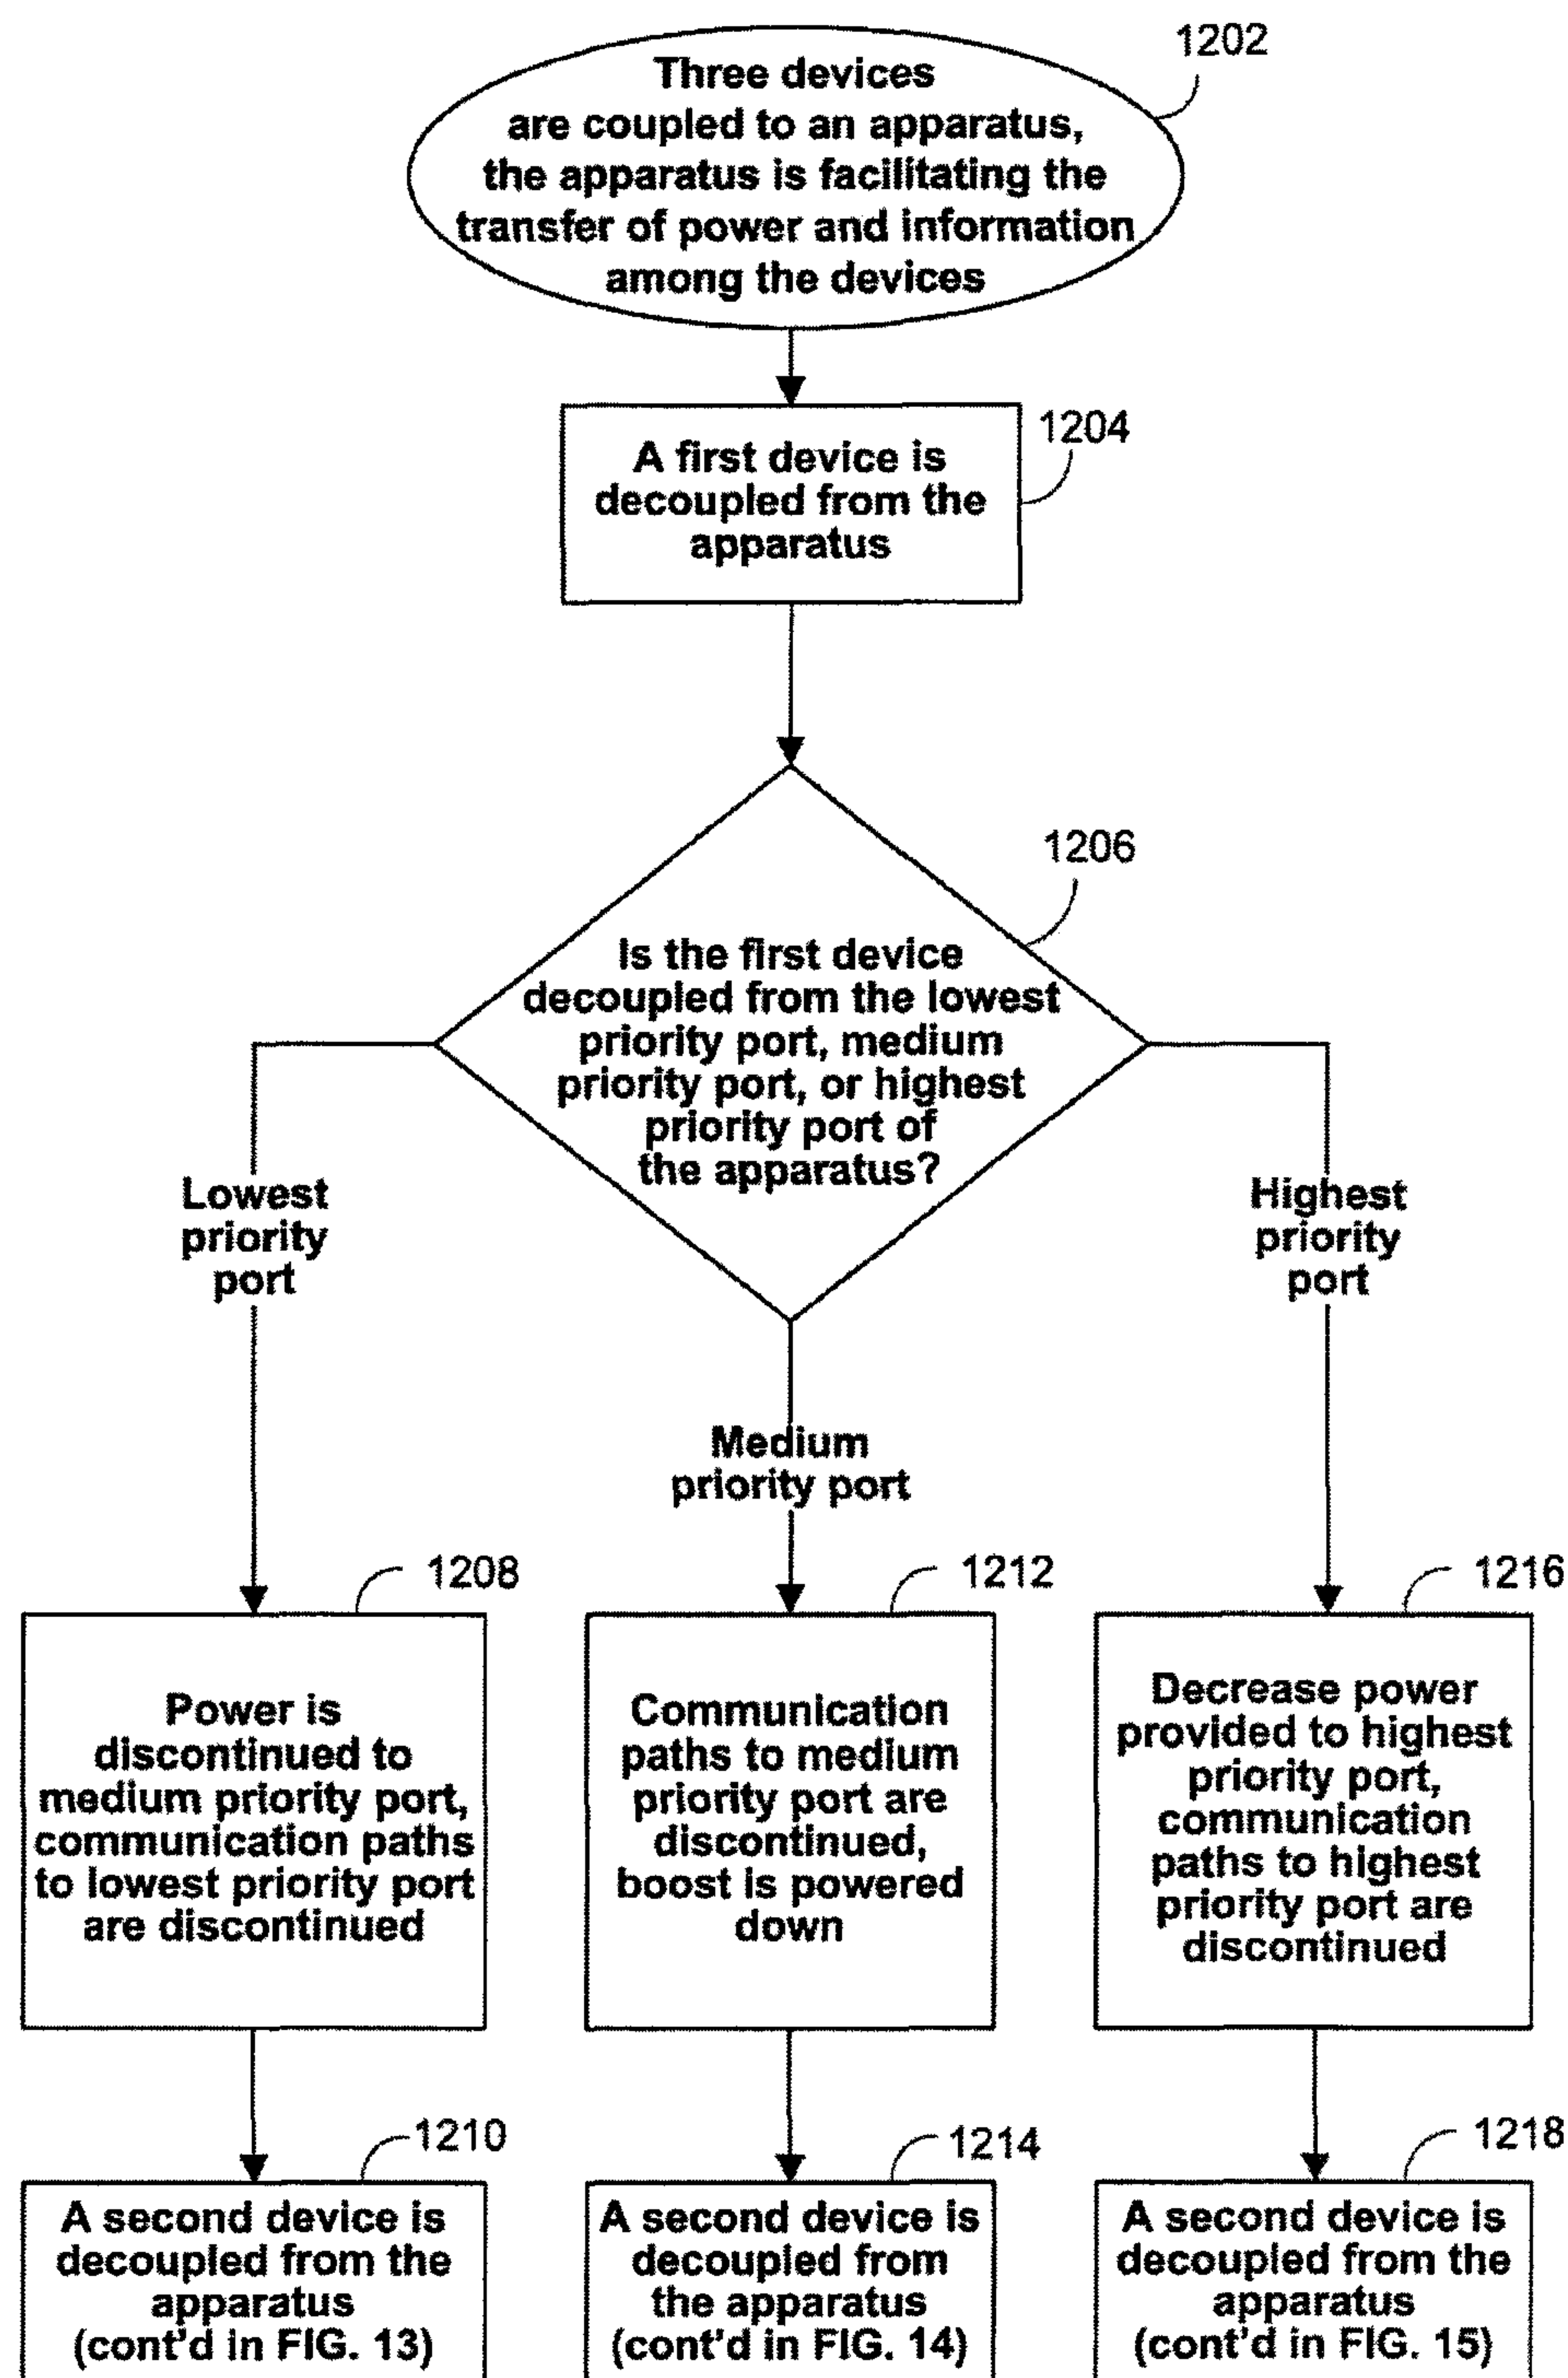 1202
Three devices
are coupled to an apparatus,
the apparatus is facilitating the
transfer of power and information
among the devices
1204
A first device is
decoupled from the
apparatus
1206
Is the first device
decoupled from the lowest
priority port, medium
priority port, or highest
priority port of
the apparatus?
Lowest
priority
port
Medium
priority port
Highest
priority
port
1208
Power is
discontinued to
medium priority port,
communication paths
to lowest priority port
are discontinued
1212
Communication
paths to medium
priority port are
discontinued,
boost is powered
down
1216
Decrease power
provided to highest
priority port,
communication
paths to highest
priority port are
discontinued
1210
A second device is
decoupled from the
apparatus
(cont'd in FIG. 13)
1214
A second device is
decoupled from
the apparatus
(cont'd in FIG. 14)
1218
A second device is
decoupled from the
apparatus
(cont'd in FIG. 15)